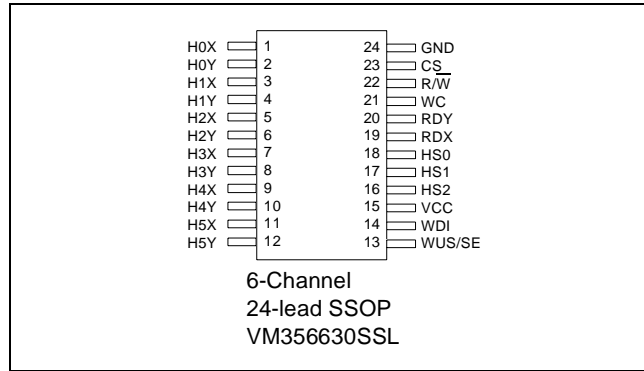 H0X 1 24 GND
H0Y 2 23 CS
H1X 3 22 R/W̅
H1Y 4 21 WC
H2X 5 20 RDY
H2Y 6 19 RDX
H3X 7 18 HS0
H3Y 8 17 HS1
H4X 9 16 HS2
H4Y 10 15 VCC
H5X 11 14 WDI
H5Y 12 13 WUS/SE
6-Channel
24-lead SSOP
VM356630SSL